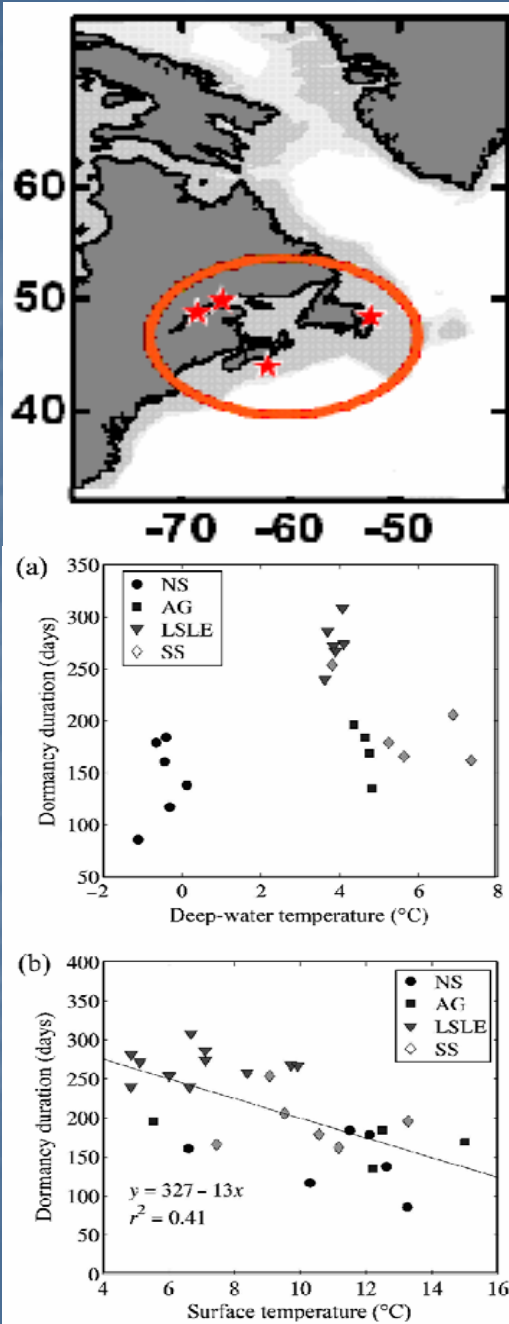 60
50
40
-70 -60 -50
(a)
350
300
250
200
150
100
50
Dormancy duration (days)
NS
AG
LSLE
SS
−2 0 2 4 6 8
Deep-water temperature (°C)
(b)
400
350
300
250
200
150
100
50
0
Dormancy duration (days)
NS
AG
LSLE
SS
y = 327 – 13x
r² = 0.41
4 6 8 10 12 14 16
Surface temperature (°C)